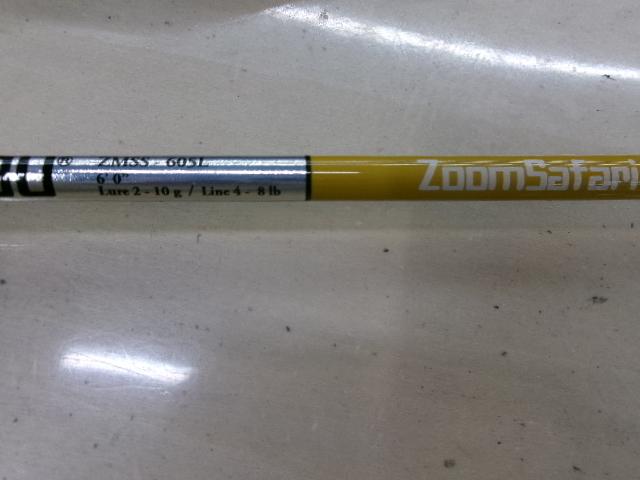 ZMSS - 605L
6' 0"
Lure 2 - 10 g / Line 4 - 8 lb
ZoomSafari